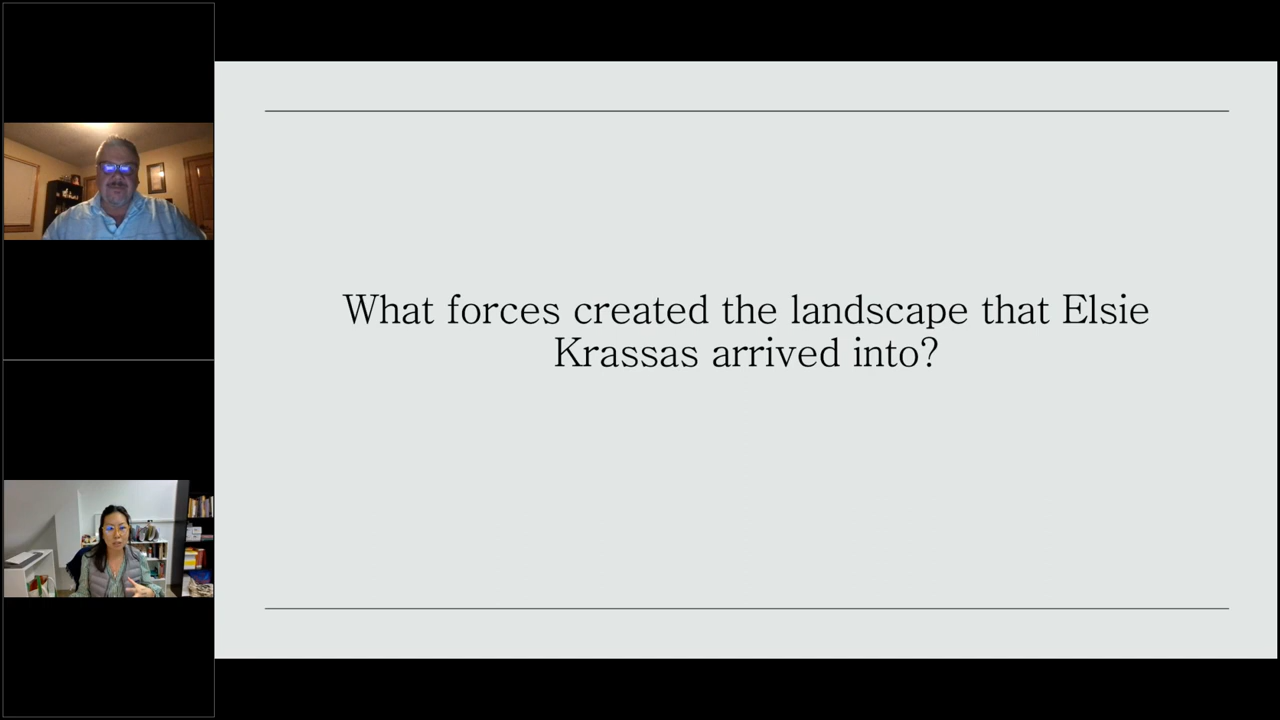 What forces created the landscape that Elsie
Krassas arrived into?